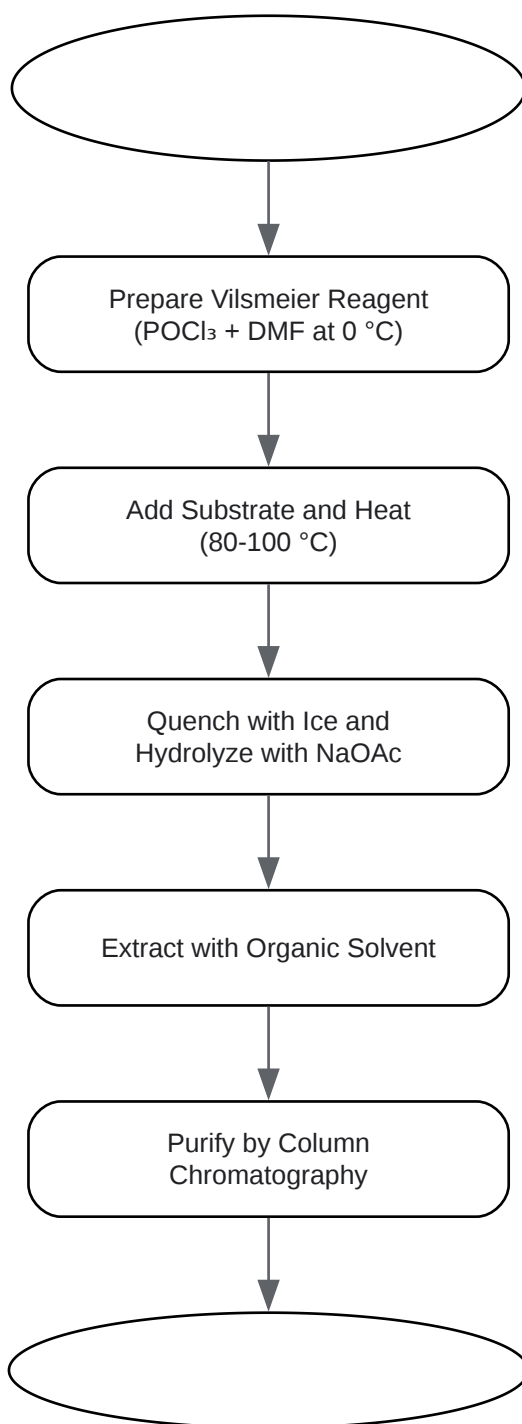 Prepare Vilsmeier Reagent
(POCl₃ + DMF at 0 °C)
Add Substrate and Heat
(80-100 °C)
Quench with Ice and
Hydrolyze with NaOAc
Extract with Organic Solvent
Purify by Column
Chromatography